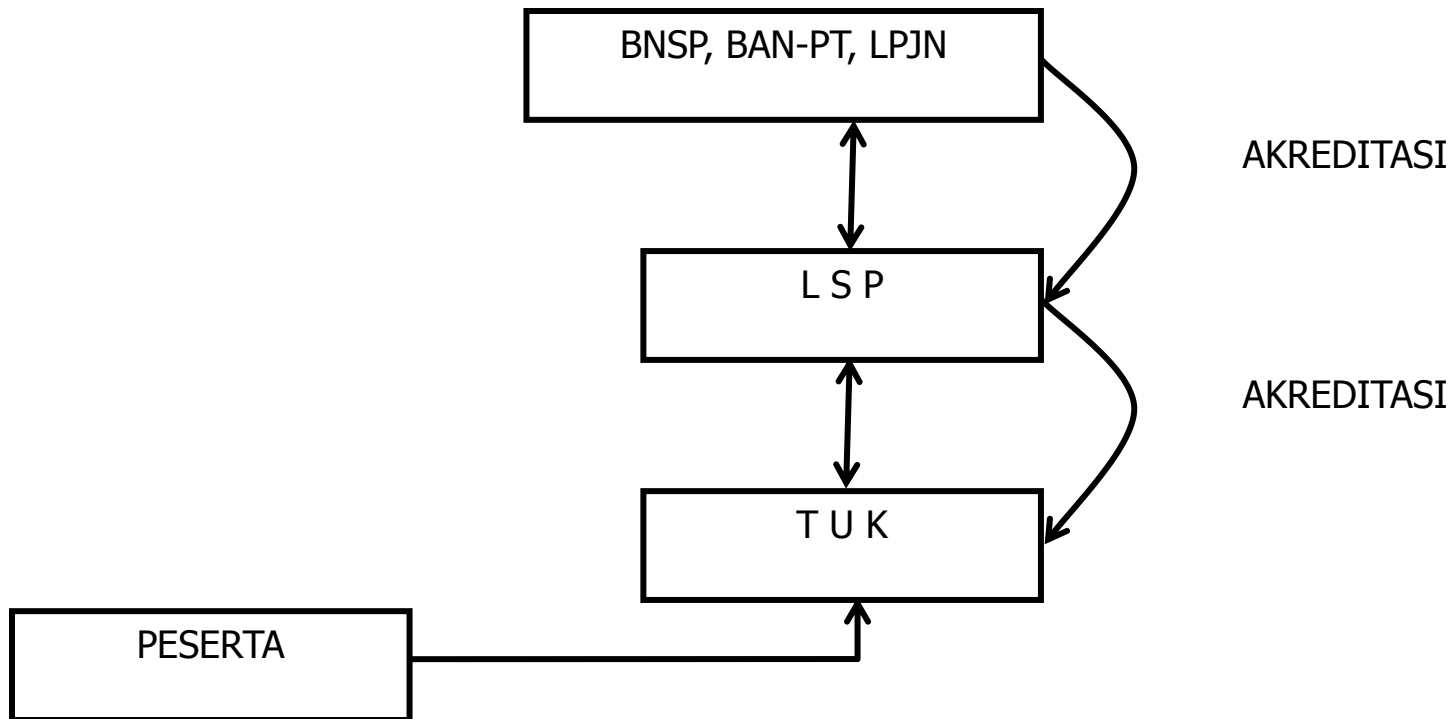 BNSP, BAN-PT, LPJN
AKREDITASI
L S P
AKREDITASI
T U K
PESERTA